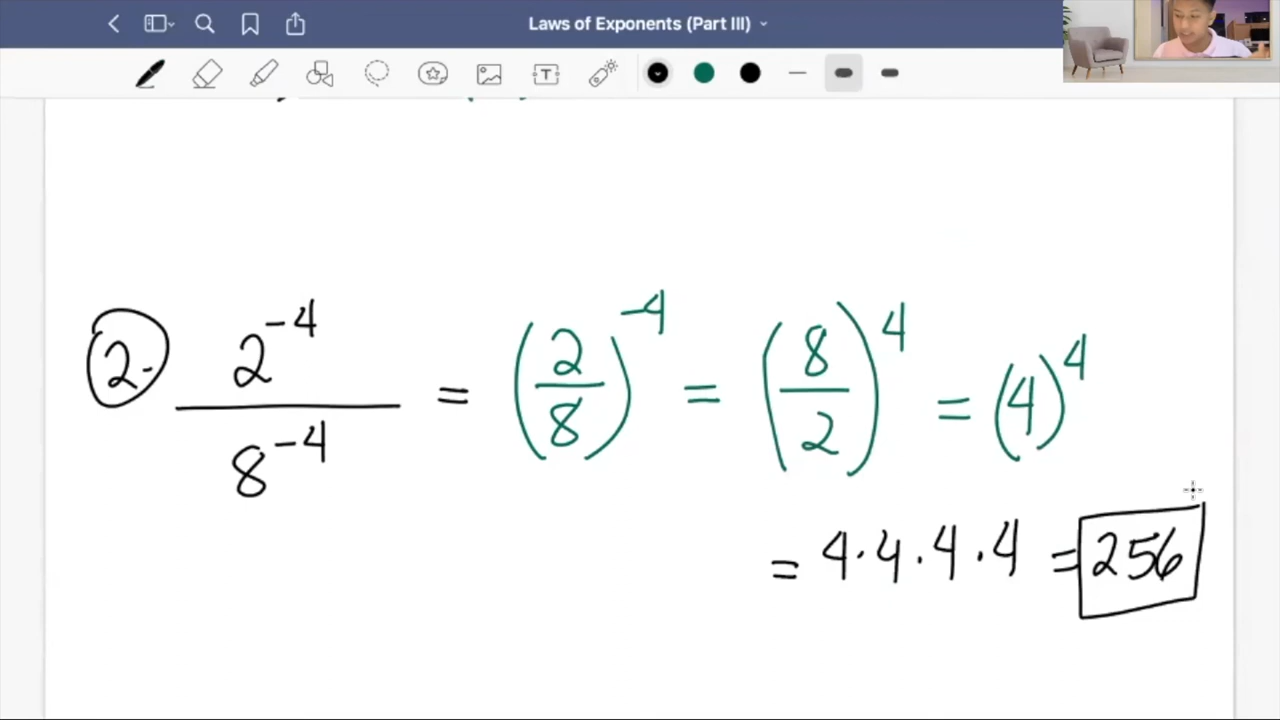 Laws of Exponents (Part III)
T
2. 2^-4 / 8^-4 = (2/8)^-4 = (8/2)^4 = (4)^4
= 4 · 4 · 4 · 4 = 256